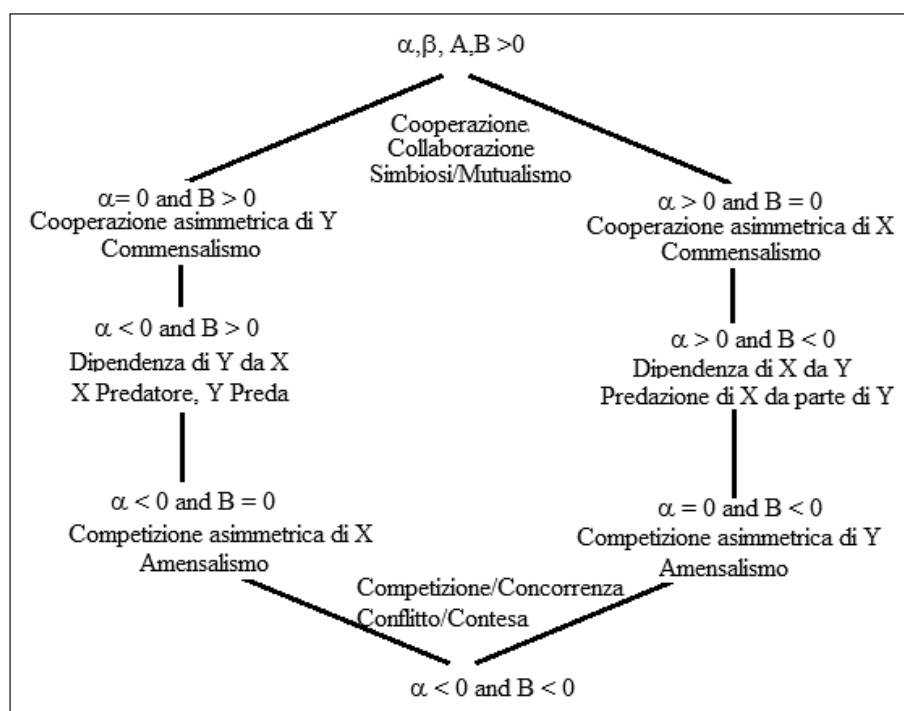 α,β, A,B >0
Cooperazione
Collaborazione
Simbiosi/Mutualismo
α= 0 and B > 0
Cooperazione asimmetrica di Y
Commensalismo
α > 0 and B = 0
Cooperazione asimmetrica di X
Commensalismo
α < 0 and B > 0
Dipendenza di Y da X
X Predatore, Y Preda
α > 0 and B < 0
Dipendenza di X da Y
Predazione di X da parte di Y
α < 0 and B = 0
Competizione asimmetrica di X
Amensalismo
α = 0 and B < 0
Competizione asimmetrica di Y
Amensalismo
Competizione/Concorrenza
Conflitto/Contesa
α < 0 and B < 0